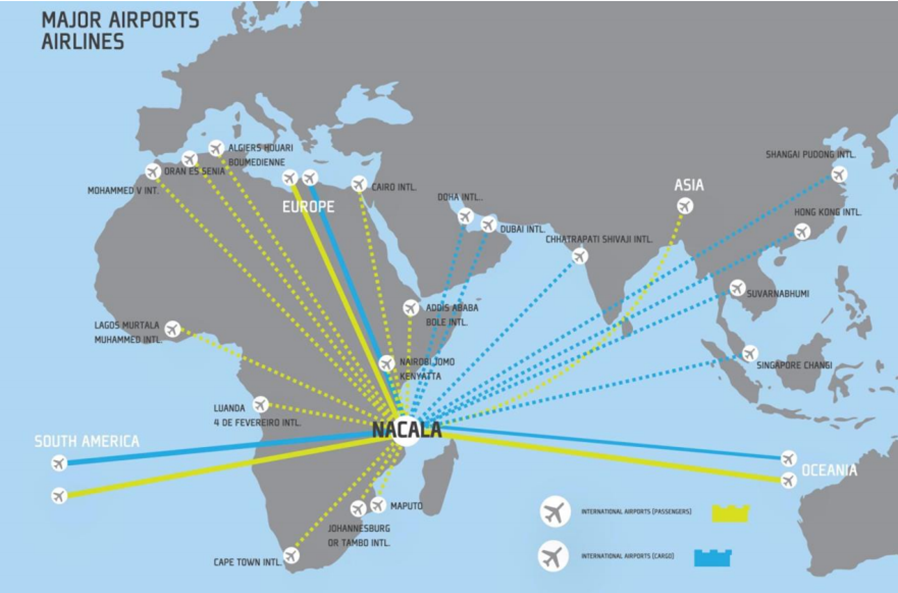 MAJOR AIRPORTS
AIRLINES
SHANGAI PUDONG INTL.
ALGIERS HOUARI
BOUMEDIENNE
ORAN ES SENIA
MOHAMMED V INT.
CAIRO INTL.
ASIA
EUROPE
DOHA INTL.
HONG KONG INTL.
DUBAI INTL.
CHHATRAPATI SHIVAJI INTL.
SUVARNABHUMI
ADDIS ABABA
BOLE INTL.
LAGOS MURTALA
MUHAMMED INTL.
NAIROBI JOMO
KENYATTA
SINGAPORE CHANGI
LUANDA
4 DE FEVEREIRO INTL.
NACALA
SOUTH AMERICA
OCEANIA
MAPUTO
INTERNATIONAL AIRPORTS (PASSENGERS)
JOHANNESBURG
OR TAMBO INTL.
INTERNATIONAL AIRPORTS (CARGO)
CAPE TOWN INTL.